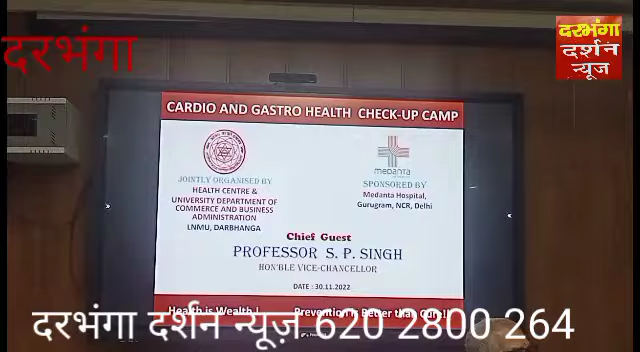 दरभंगा
दरभंगा
दर्शन
न्यूज
CARDIO AND GASTRO HEALTH CHECK-UP CAMP
JOINTLY ORGANISED BY
HEALTH CENTRE &
UNIVERSITY DEPARTMENT OF
COMMERCE AND BUSINESS
ADMINISTRATION
LNMU, DARBHANGA
medanta
SPONSORED BY
Medanta Hospital,
Gurugram, NCR, Delhi
Chief Guest
PROFESSOR S. P. SINGH
HON'BLE VICE-CHANCELLOR
DATE : 30.11.2022
Health is Wealth ! Prevention is Better than Cure!!
दरभंगा दर्शन न्यूज़ 620 2800 264